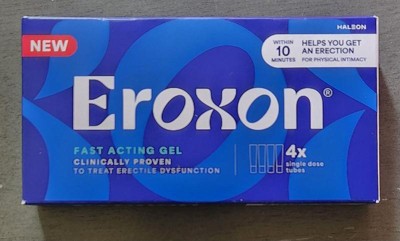 HALEON
NEW
WITHIN
10
MINUTES
HELPS YOU GET
AN ERECTION
FOR PHYSICAL INTIMACY
Eroxon®
FAST ACTING GEL
CLINICALLY PROVEN
TO TREAT ERECTILE DYSFUNCTION
4x
single dose
tubes